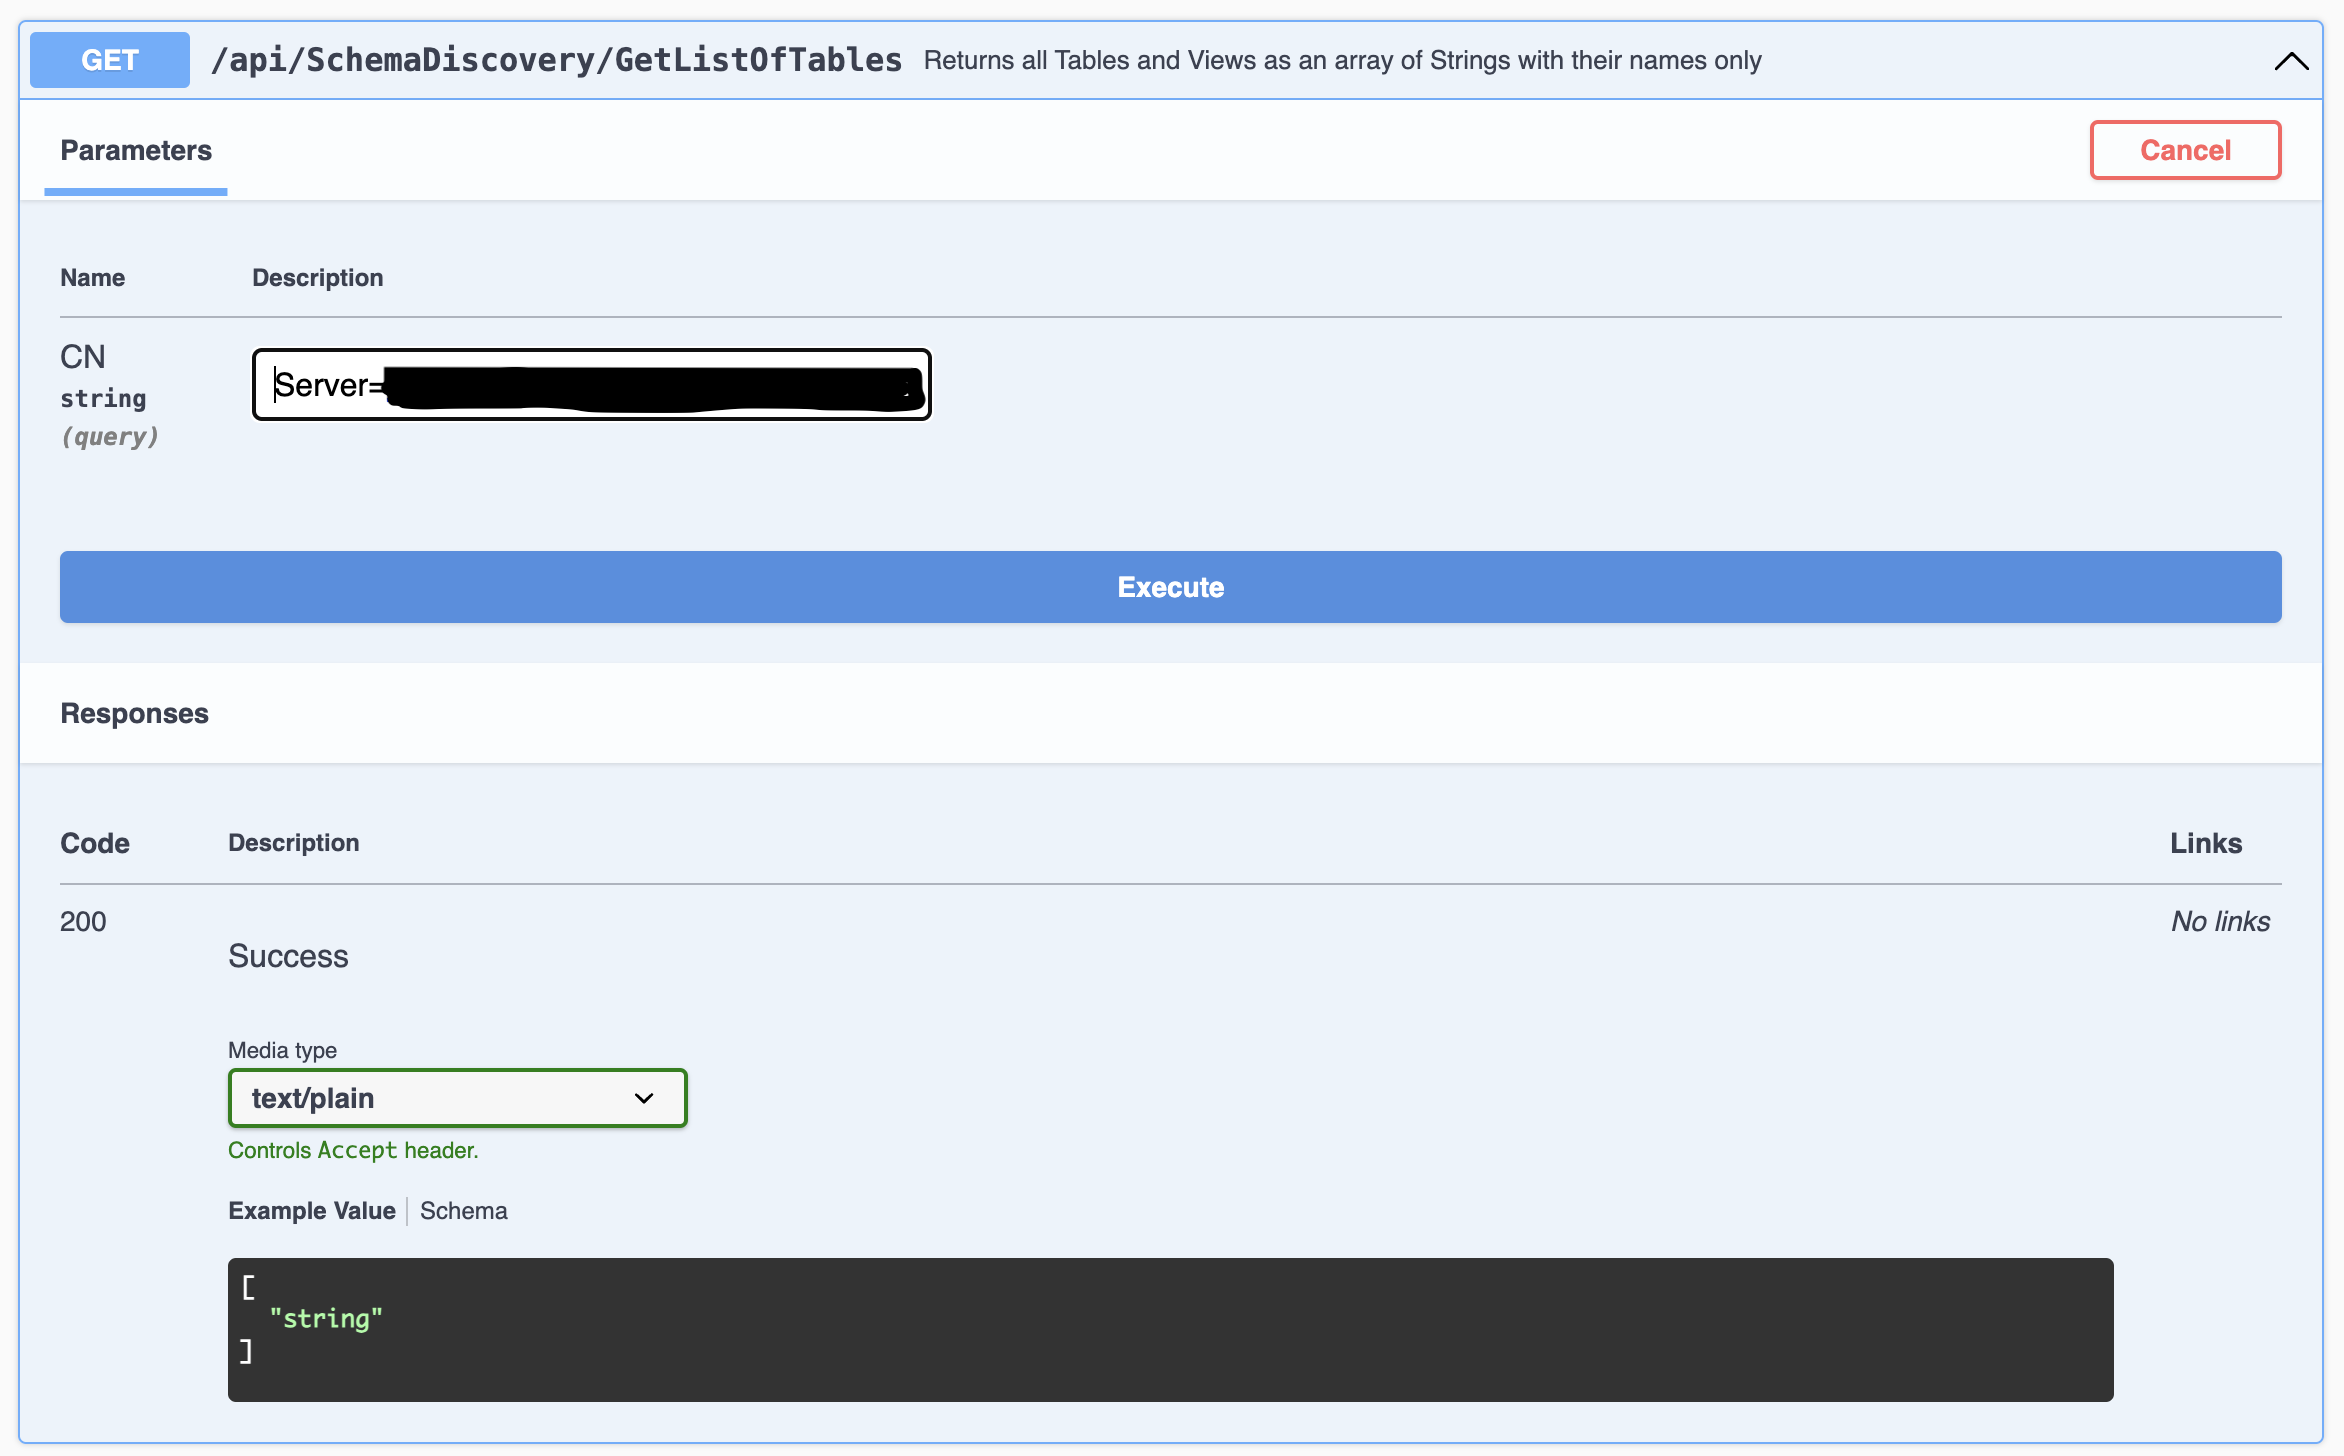 GET /api/SchemaDiscovery/GetListOfTables Returns all Tables and Views as an array of Strings with their names only
Parameters
Cancel
Name Description
CN
string
(query)
Server=
Execute
Responses
Code Description Links
200
Success
No links
Media type
text/plain
Controls Accept header.
Example Value Schema
[
"string"
]